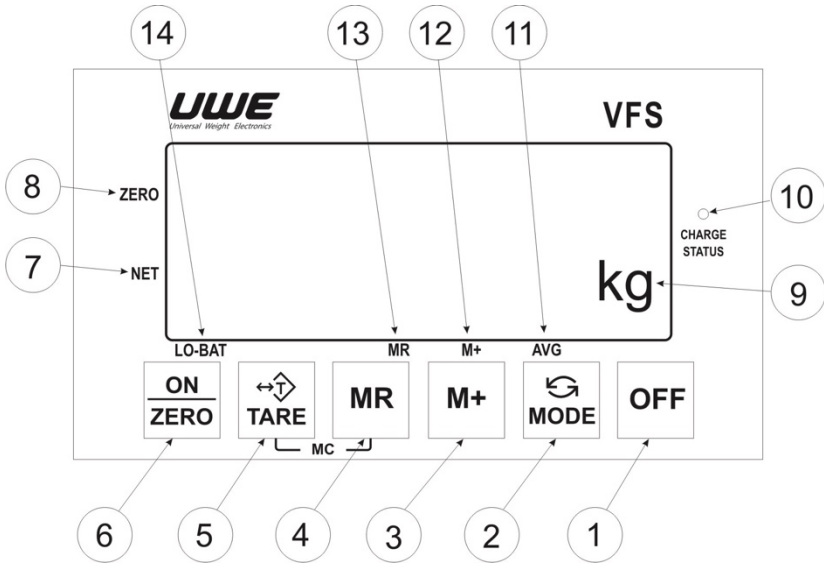 14 13 12 11
UWE
Universal Weight Electronics
VFS
8 ZERO
10
CHARGE
STATUS
7 NET
kg 9
LO-BAT MR M+ AVG
ON
ZERO
T
TARE
MR
M+
MODE
OFF
MC
6 5 4 3 2 1